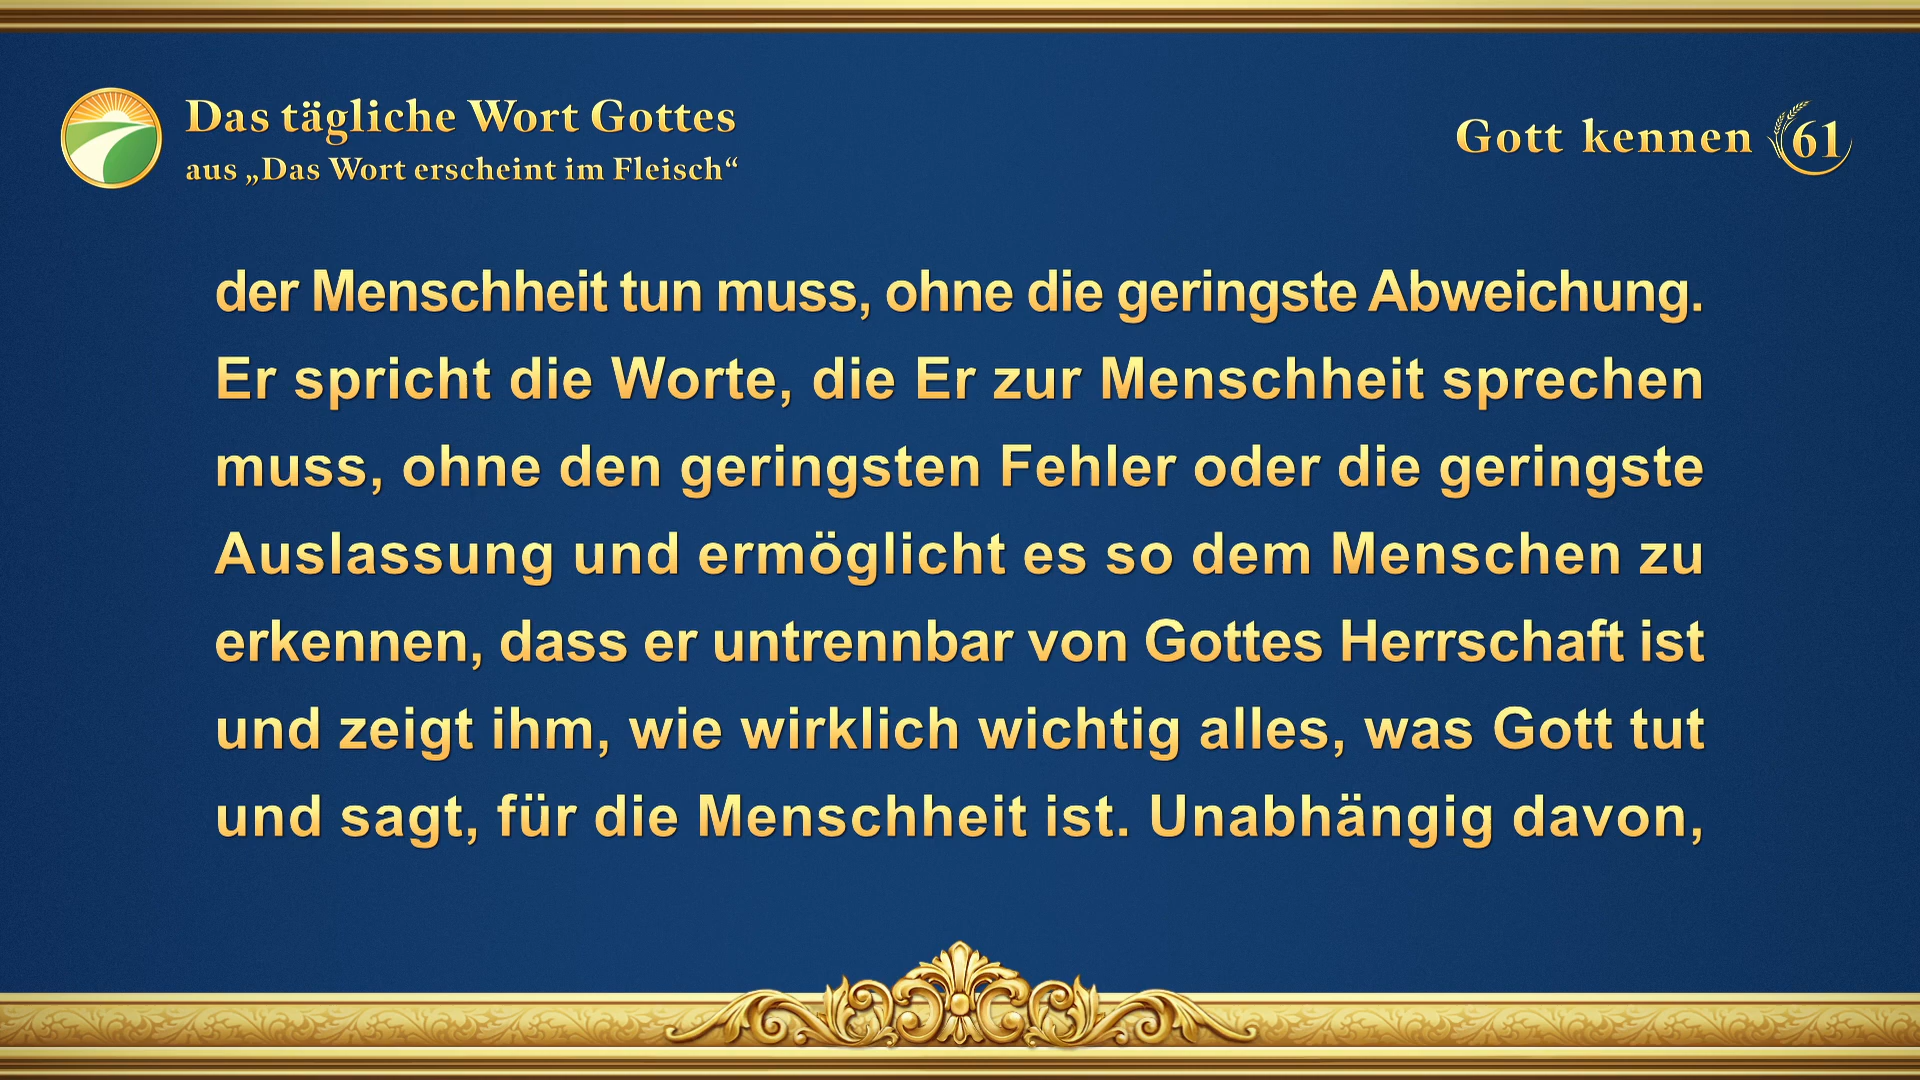 Das tägliche Wort Gottes
aus „Das Wort erscheint im Fleisch“
Gott kennen 61
der Menschheit tun muss, ohne die geringste Abweichung.
Er spricht die Worte, die Er zur Menschheit sprechen
muss, ohne den geringsten Fehler oder die geringste
Auslassung und ermöglicht es so dem Menschen zu
erkennen, dass er untrennbar von Gottes Herrschaft ist
und zeigt ihm, wie wirklich wichtig alles, was Gott tut
und sagt, für die Menschheit ist. Unabhängig davon,